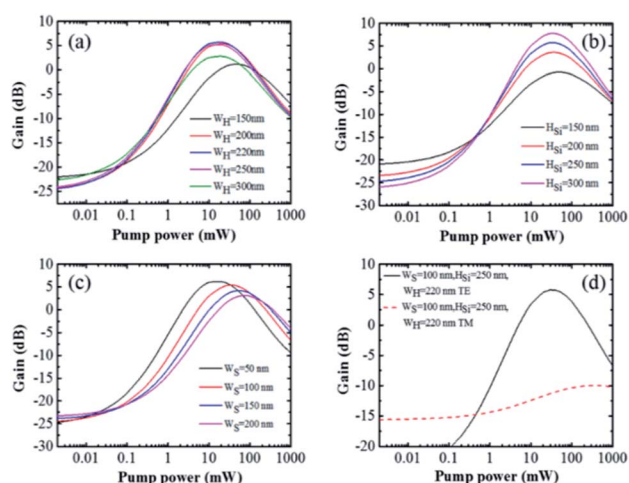 (a)
10
5
0
-5
-10
-15
-20
-25
Gain (dB)
W_H=150nm
W_H=200nm
W_H=220nm
W_H=250nm
W_H=300nm
0.01 0.1 1 10 100 1000
Pump power (mW)
(b)
10
5
0
-5
-10
-15
-20
-25
-30
Gain (dB)
H_Si=150 nm
H_Si=200 nm
H_Si=250 nm
H_Si=300 nm
0.01 0.1 1 10 100 1000
Pump power (mW)
(c)
10
5
0
-5
-10
-15
-20
-25
-30
Gain (dB)
W_S=50 nm
W_S=100 nm
W_S=150 nm
W_S=200 nm
0.01 0.1 1 10 100 1000
Pump power (mW)
(d)
10
5
0
-5
-10
-15
-20
Gain (dB)
W_S=100 nm,H_Si=250 nm,
W_H=220 nm TE
W_S=100 nm,H_Si=250 nm,
W_H=220 nm TM
0.01 0.1 1 10 100 1000
Pump power (mW)